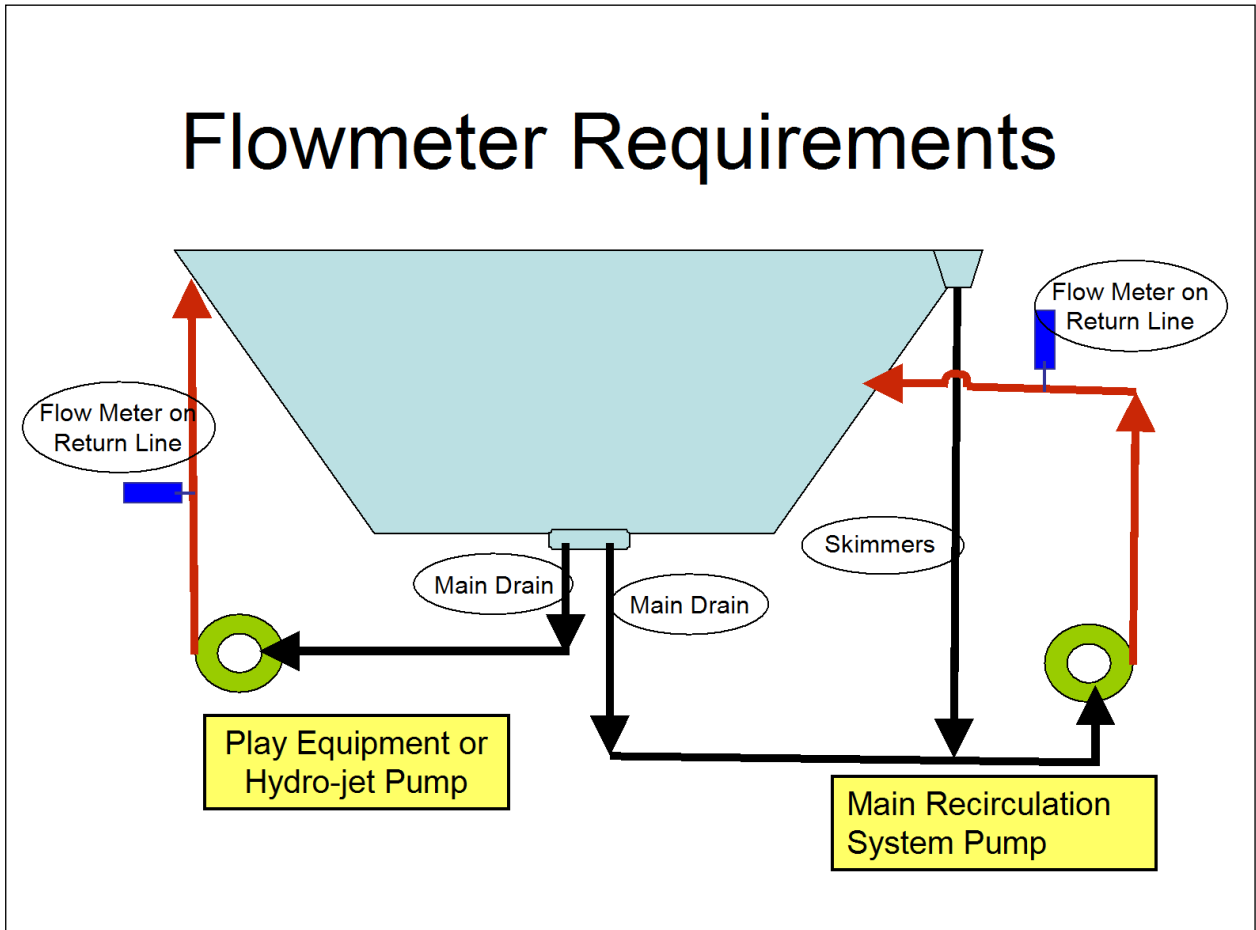 Flowmeter Requirements
Flow Meter on
Return Line
Flow Meter on
Return Line
Skimmers
Main Drain
Main Drain
Play Equipment or
Hydro-jet Pump
Main Recirculation
System Pump